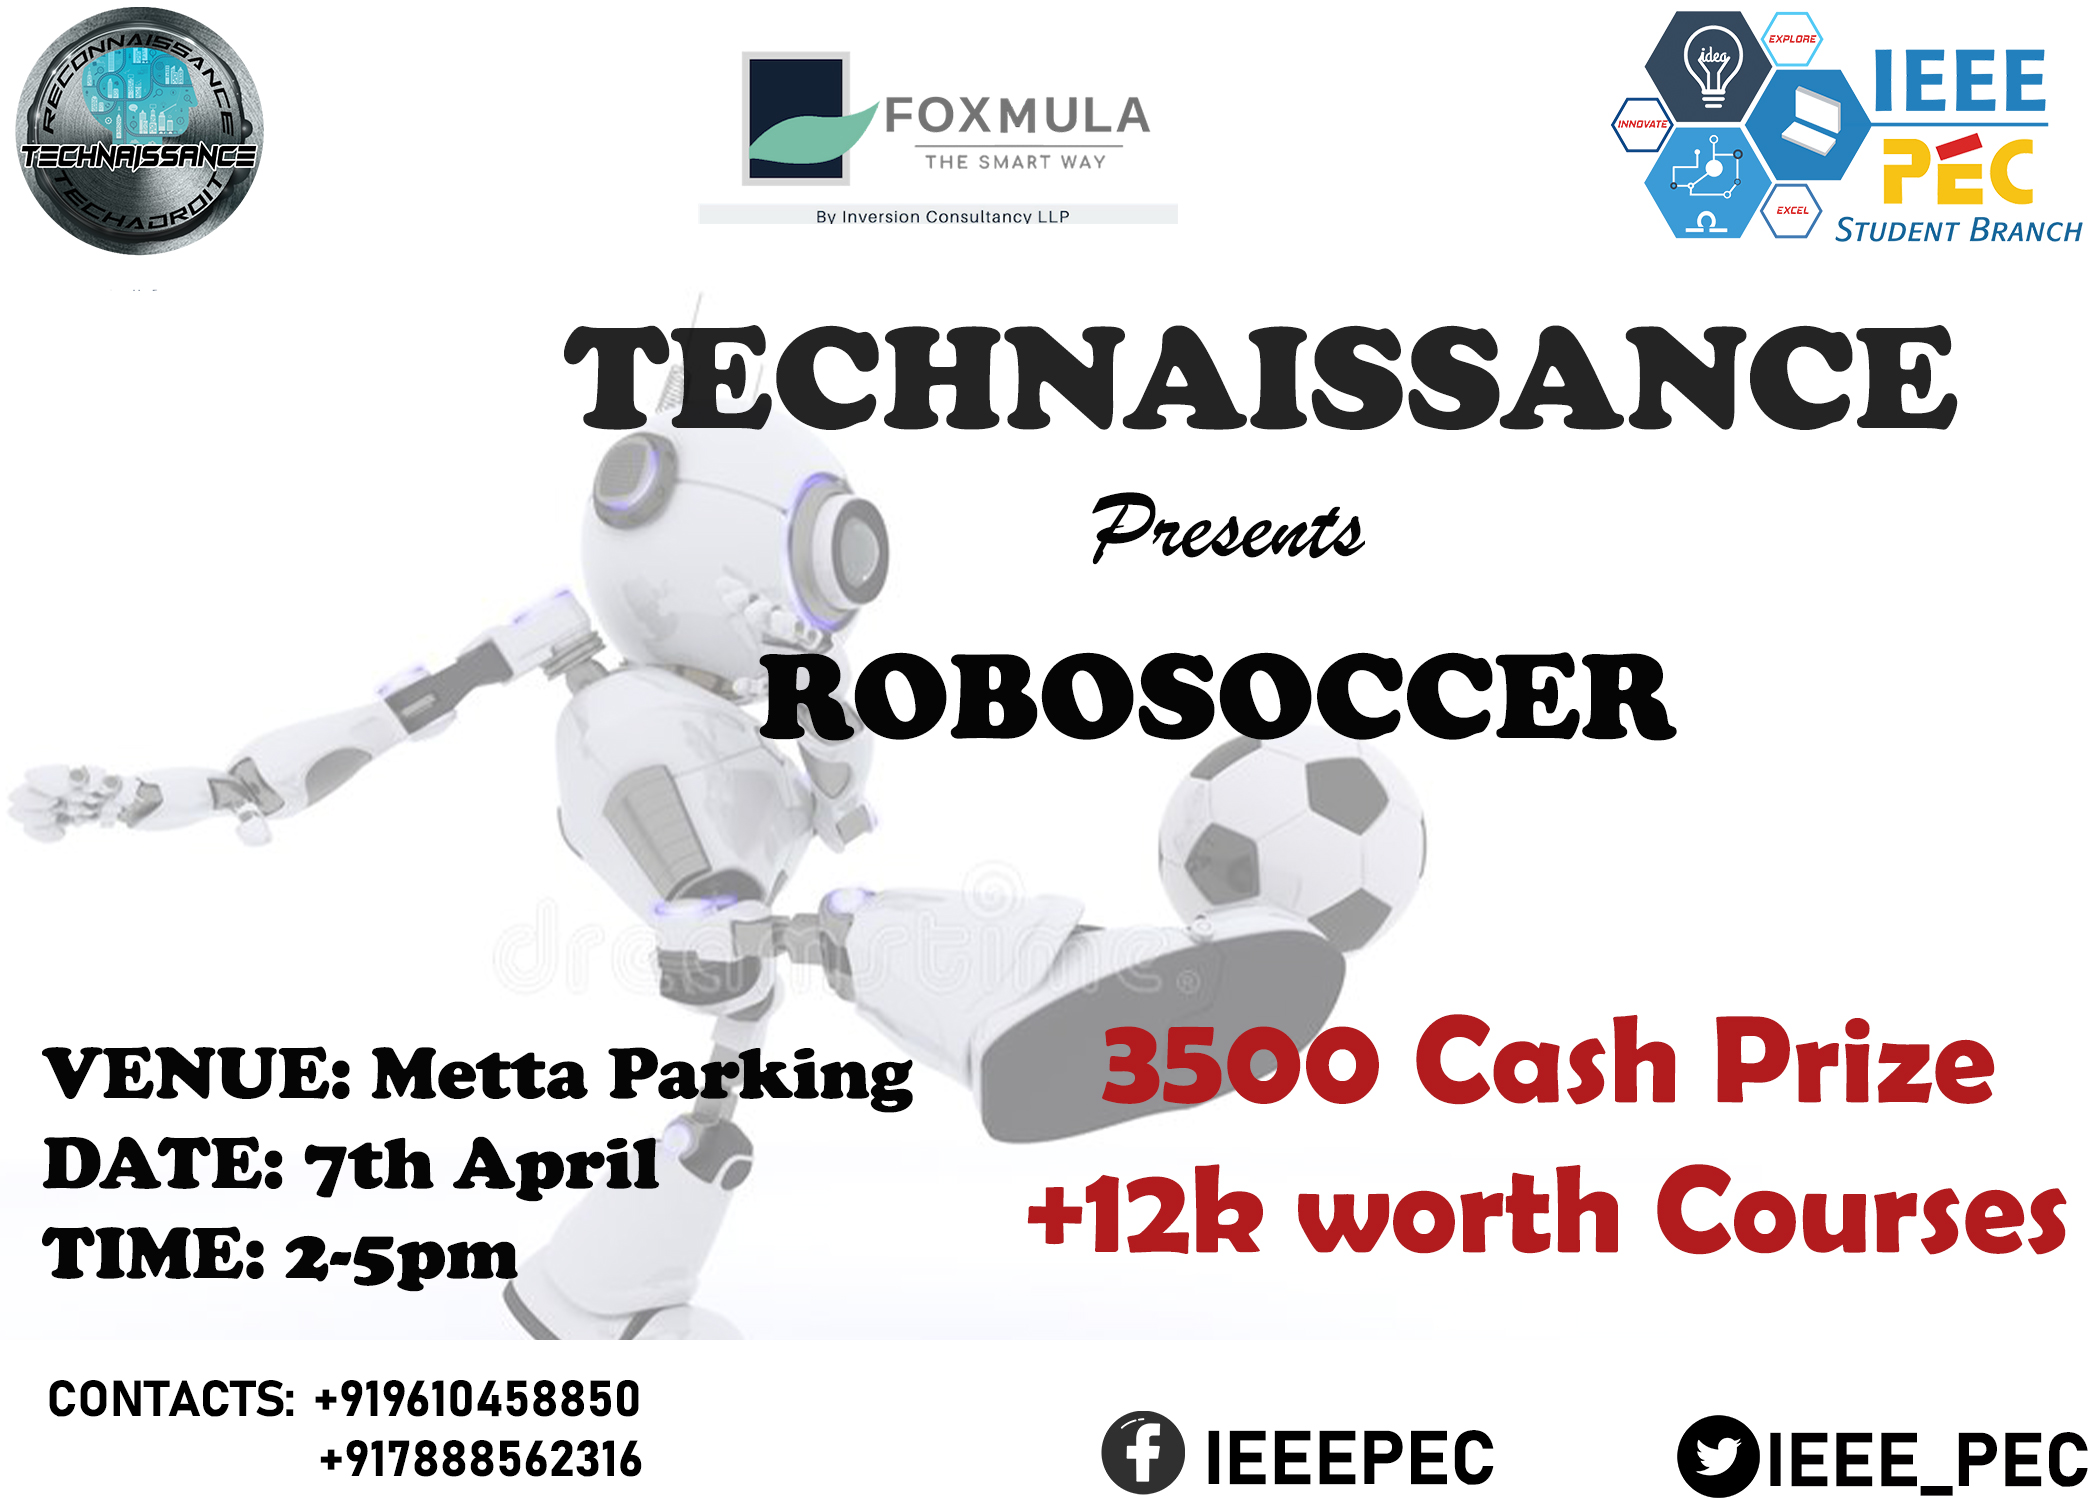 RECONNAISSANCE
TECHNAISSANCE
TECHADROIT
FOXMULA
THE SMART WAY
By Inversion Consultancy LLP
idea
EXPLORE
INNOVATE
EXCEL
IEEE
PEC
STUDENT BRANCH
TECHNAISSANCE
Presents
ROBOSOCCER
dreamstime
VENUE: Metta Parking
DATE: 7th April
TIME: 2-5pm
3500 Cash Prize
+12k worth Courses
CONTACTS: +919610458850
+917888562316
IEEEPEC
IEEE_PEC